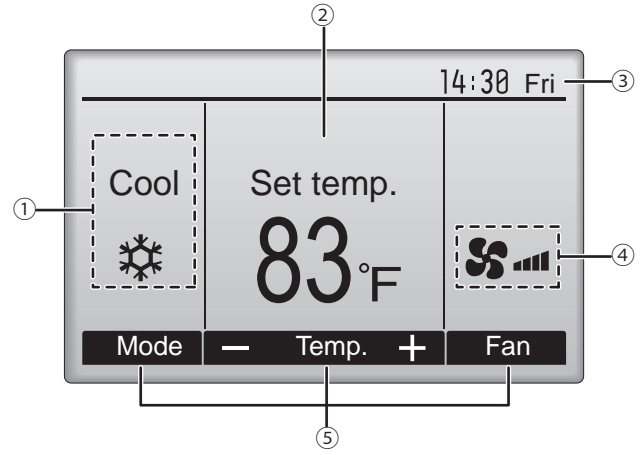 ②
14:30 Fri ③
Cool
Set temp.
①
83°F
④
Mode — Temp. + Fan
⑤